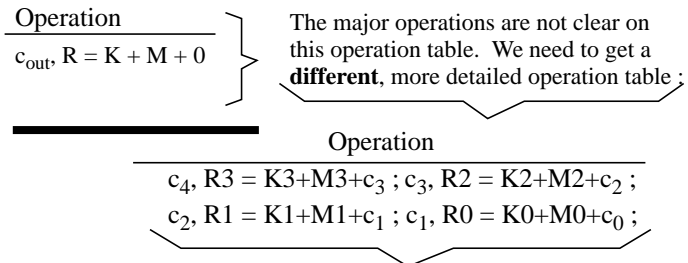 Operation
c_out, R = K + M + 0
The major operations are not clear on
this operation table. We need to get a
different, more detailed operation table ;
Operation
c_4, R3 = K3+M3+c_3 ; c_3, R2 = K2+M2+c_2 ;
c_2, R1 = K1+M1+c_1 ; c_1, R0 = K0+M0+c_0 ;